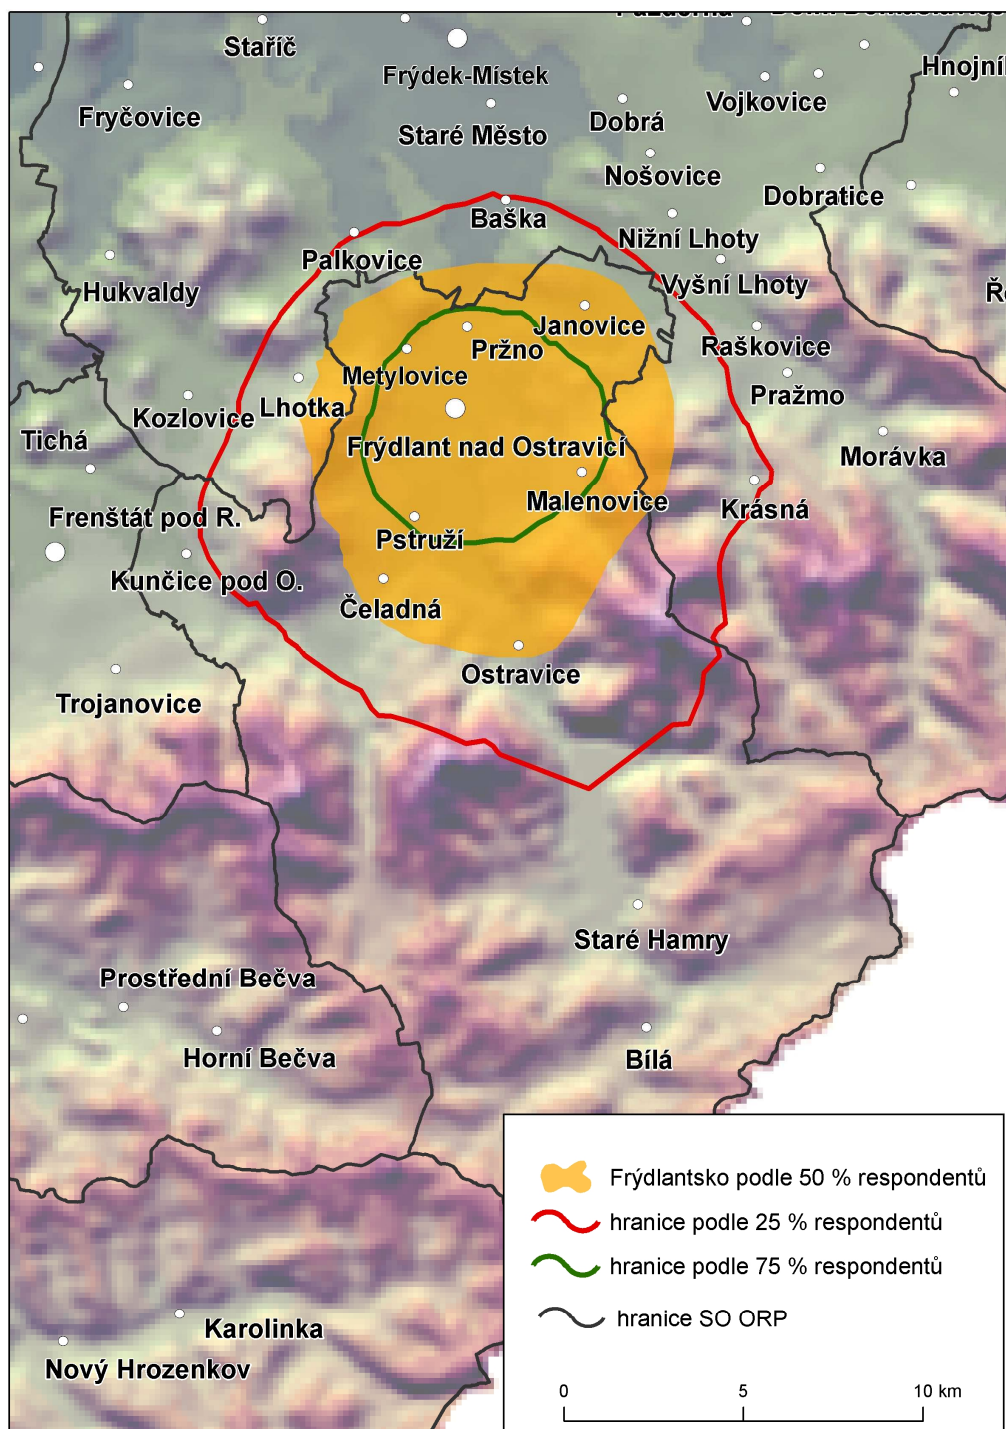 Staříč
Frýdek-Místek
Hnojní
Fryčovice
Vojkovice
Dobrá
Staré Město
Nošovice
Dobratice
Baška
Nižní Lhoty
Palkovice
Vyšní Lhoty
Hukvaldy
Janovice
Pržno
Raškovice
Metylovice
Pražmo
Lhotka
Kozlovice
Tichá
Frýdlant nad Ostravicí
Morávka
Malenovice
Krásná
Frenštát pod R.
Pstruží
Kunčice pod O.
Čeladná
Ostravice
Trojanovice
Staré Hamry
Prostřední Bečva
Horní Bečva
Bílá
Karolinka
Nový Hrozenkov
Frýdlantsko podle 50 % respondentů
hranice podle 25 % respondentů
hranice podle 75 % respondentů
hranice SO ORP
0 5 10 km